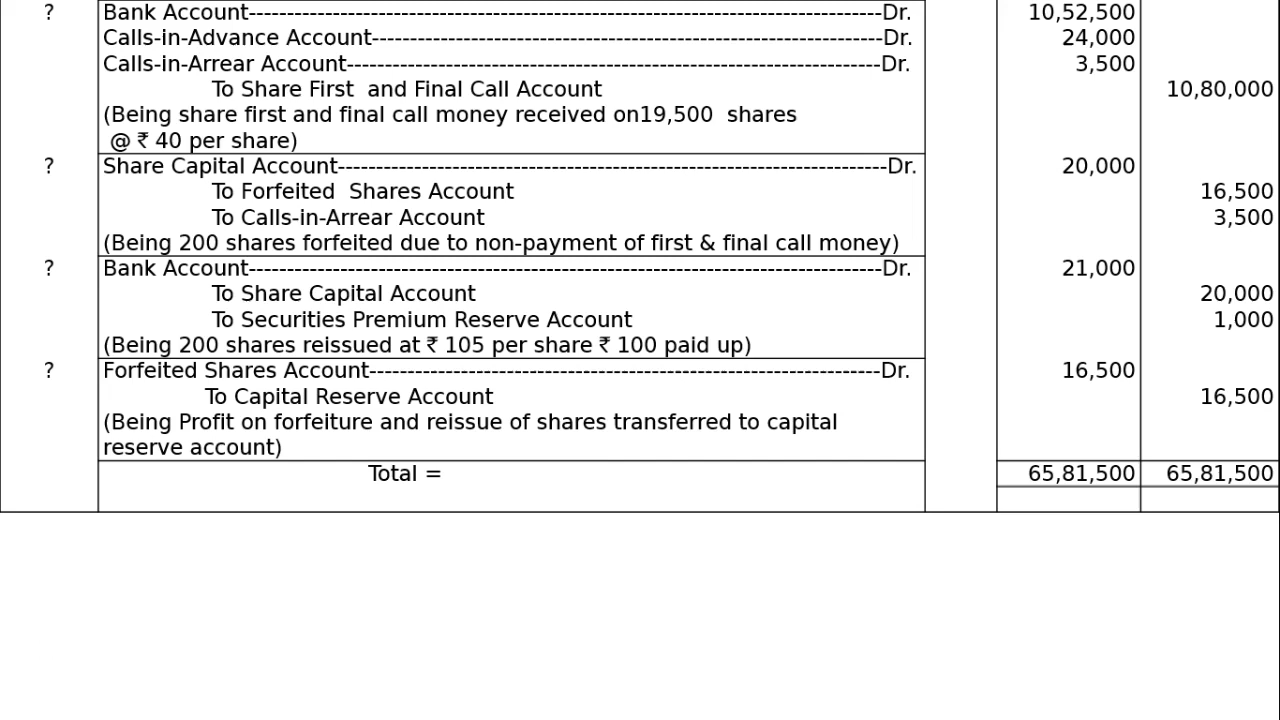 ? Bank Account-----------------------------------------------------------------------------------Dr. 10,52,500
Calls-in-Advance Account-------------------------------------------------------------------Dr. 24,000
Calls-in-Arrear Account----------------------------------------------------------------------Dr. 3,500
To Share First and Final Call Account 10,80,000
(Being share first and final call money received on19,500 shares
@ ₹ 40 per share)
? Share Capital Account------------------------------------------------------------------------Dr. 20,000
To Forfeited Shares Account 16,500
To Calls-in-Arrear Account 3,500
(Being 200 shares forfeited due to non-payment of first & final call money)
? Bank Account-----------------------------------------------------------------------------------Dr. 21,000
To Share Capital Account 20,000
To Securities Premium Reserve Account 1,000
(Being 200 shares reissued at ₹ 105 per share ₹ 100 paid up)
? Forfeited Shares Account-------------------------------------------------------------------Dr. 16,500
To Capital Reserve Account 16,500
(Being Profit on forfeiture and reissue of shares transferred to capital
reserve account)
Total = 65,81,500 65,81,500